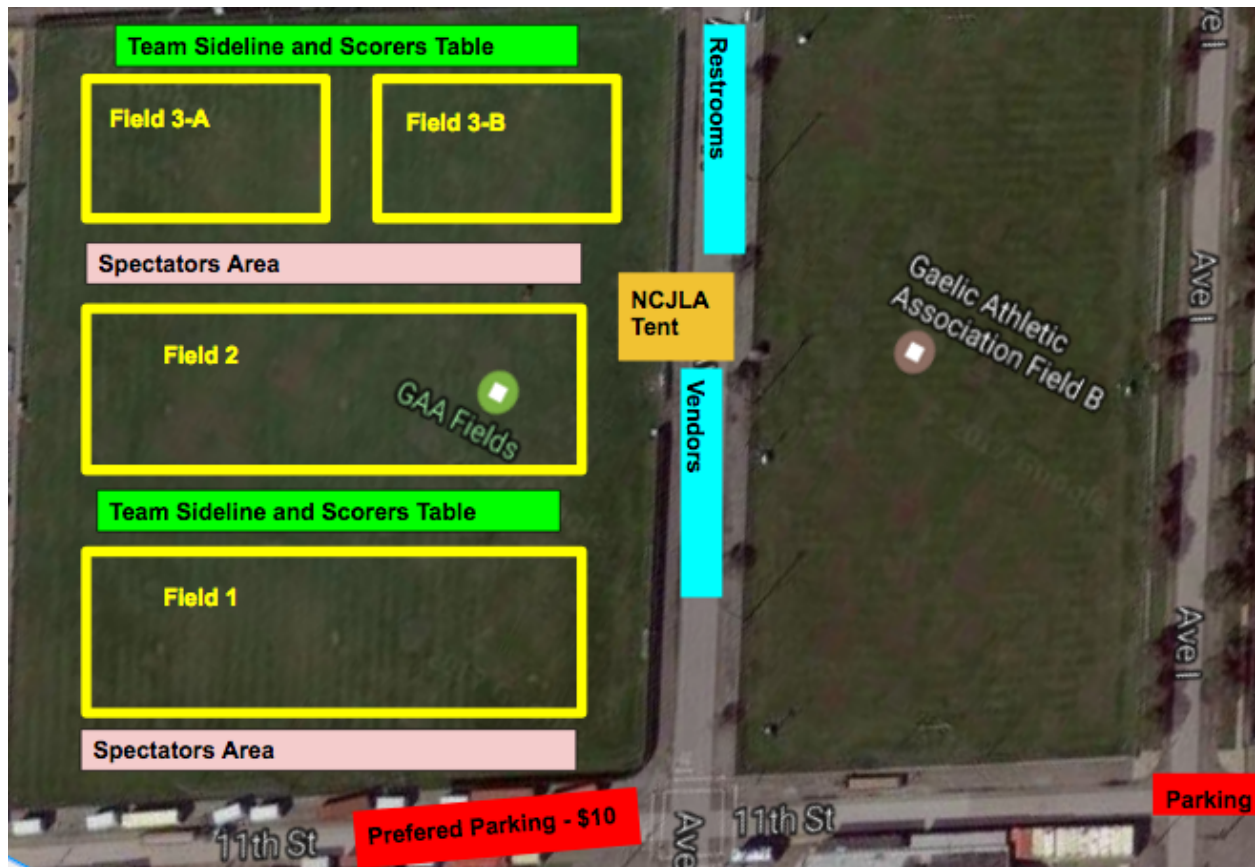 Team Sideline and Scorers Table
Field 3-A
Field 3-B
Restrooms
Spectators Area
NCJLA
Tent
Gaelic Athletic
Association Field B
Ave I
Field 2
GAA Fields
Vendors
Team Sideline and Scorers Table
Field 1
Ave I
Spectators Area
Prefered Parking - $10
Parking
11th St
Ave
11th St